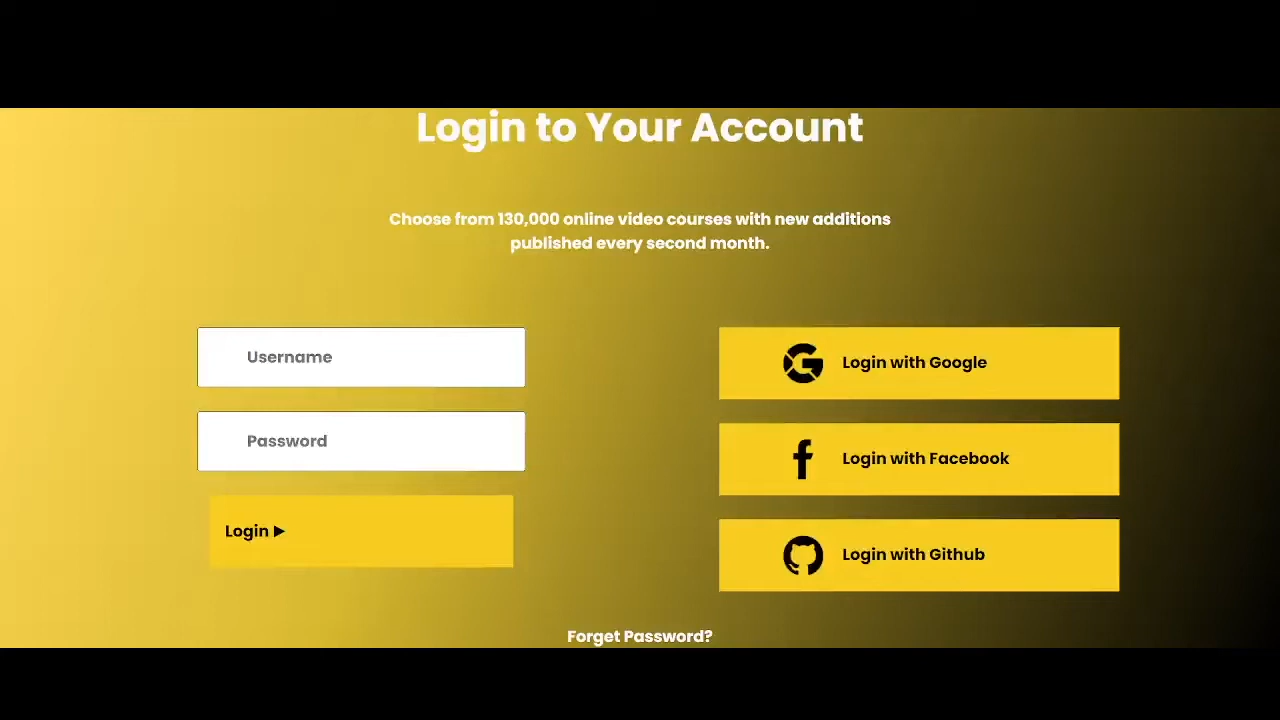 Login to Your Account
Choose from 130,000 online video courses with new additions
published every second month.
Username
Password
Login ▶
Login with Google
Login with Facebook
Login with Github
Forget Password?